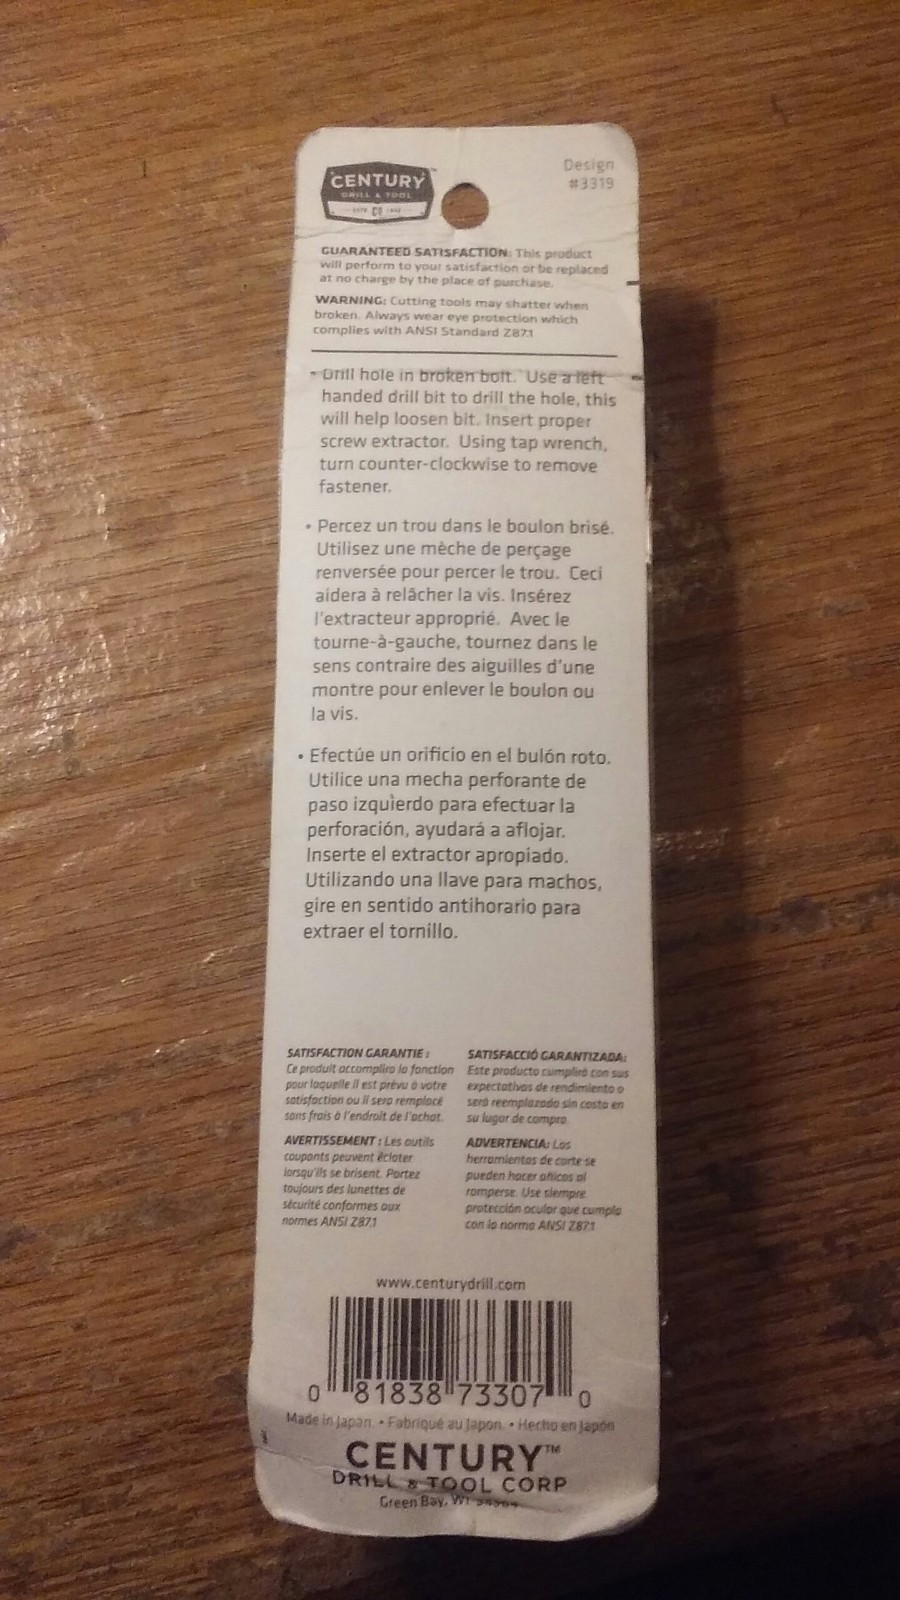 CENTURY™
DRILL & TOOL
CO
Design
#3319
GUARANTEED SATISFACTION: This product
will perform to your satisfaction or be replaced
at no charge by the place of purchase.
WARNING: Cutting tools may shatter when
broken. Always wear eye protection which
complies with ANSI Standard Z87.1
• Drill hole in broken bolt. Use a left
handed drill bit to drill the hole, this
will help loosen bit. Insert proper
screw extractor. Using tap wrench,
turn counter-clockwise to remove
fastener.
• Percez un trou dans le boulon brisé.
Utilisez une mèche de perçage
renversée pour percer le trou. Ceci
aidera à relâcher la vis. Insérez
l'extracteur approprié. Avec le
tourne-à-gauche, tournez dans le
sens contraire des aiguilles d'une
montre pour enlever le boulon ou
la vis.
• Efectúe un orificio en el bulón roto.
Utilice una mecha perforante de
paso izquierdo para efectuar la
perforación, ayudará a aflojar.
Inserte el extractor apropiado.
Utilizando una llave para machos,
gire en sentido antihorario para
extraer el tornillo.
SATISFACTION GARANTIE :
Ce produit accomplira la fonction
pour laquelle il est prévu à votre
satisfaction ou il sera remplacé
sans frais à l'endroit de l'achat.
AVERTISSEMENT : Les outils
coupants peuvent éclater
lorsqu'ils se brisent. Portez
toujours des lunettes de
sécurité conformes aux
normes ANSI Z87.1
SATISFACCIÓ GARANTIZADA:
Este producto cumplirá con sus
expectativas de rendimiento o
será reemplazado sin costo en
su lugar de compra.
ADVERTENCIA: Las
herramientas de corte se
pueden hacer añicos al
romperse. Use siempre
protección ocular que cumpla
con la norma ANSI Z87.1
www.centurydrill.com
0 81838 73307 0
Made in Japan. • Fabriqué au Japon. • Hecho en Japón
CENTURY™
DRILL & TOOL CORP
Green Bay, WI